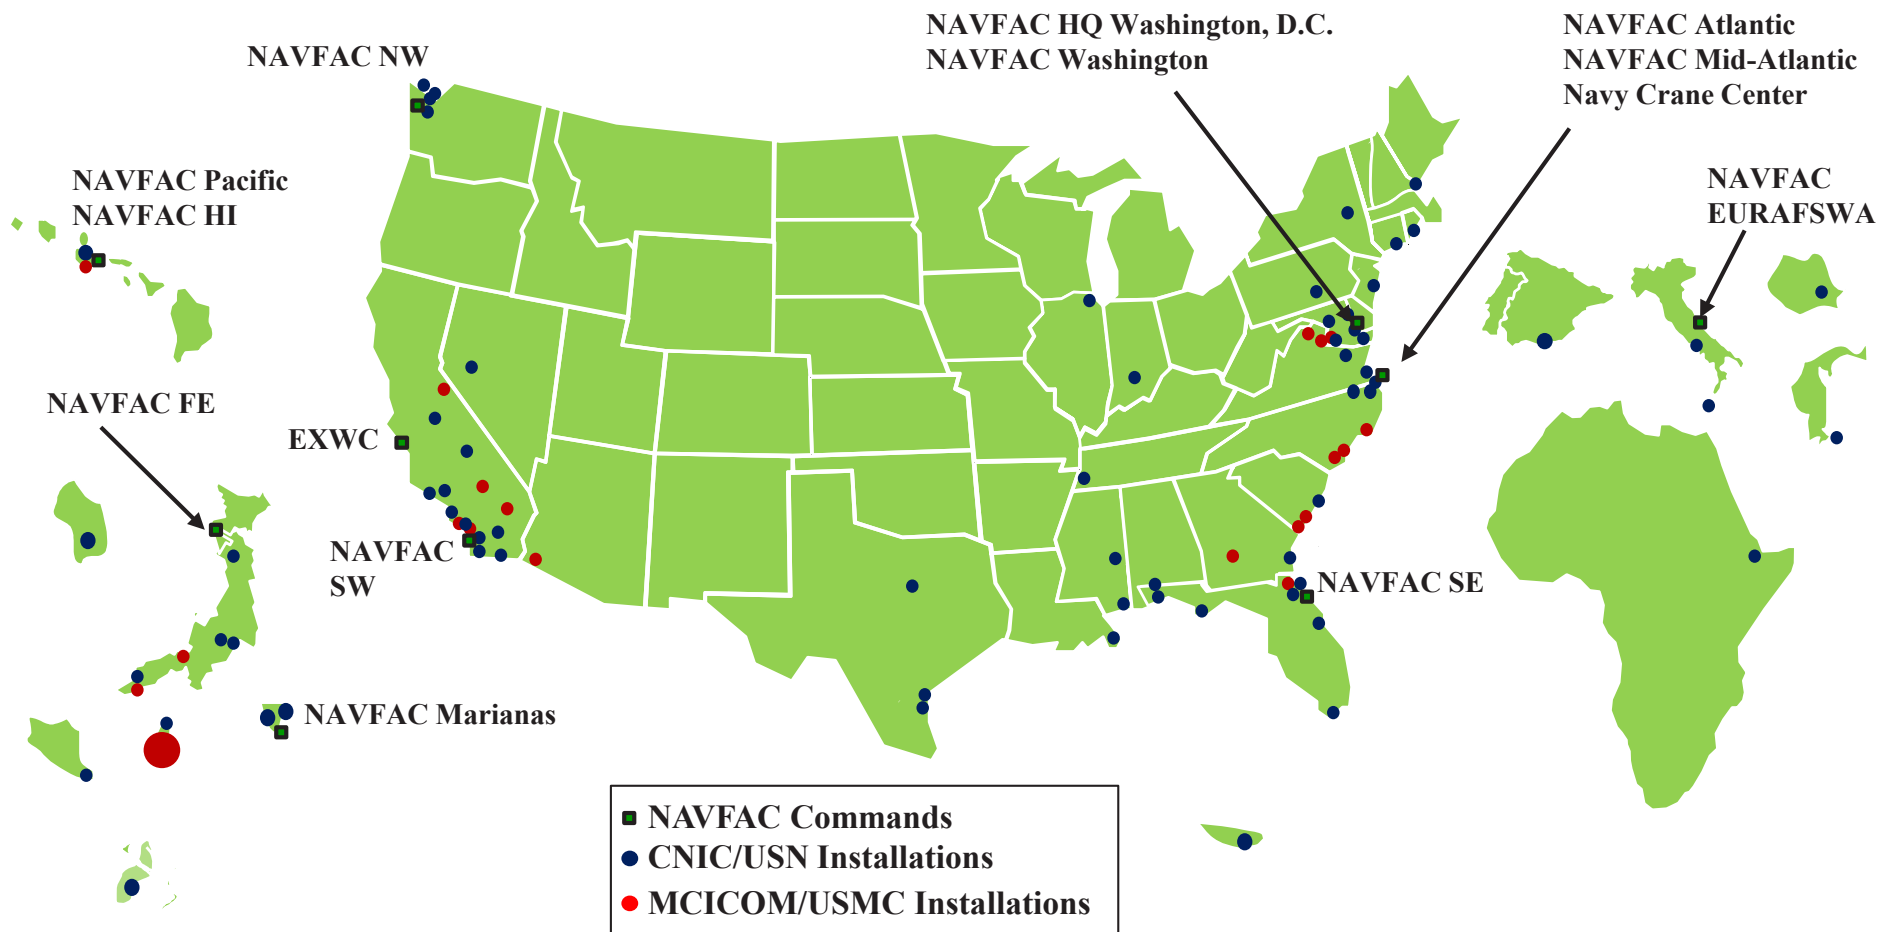 NAVFAC HQ Washington, D.C.
NAVFAC Washington
NAVFAC Atlantic
NAVFAC Mid-Atlantic
Navy Crane Center
NAVFAC NW
NAVFAC Pacific
NAVFAC HI
NAVFAC
EURAFSWA
NAVFAC FE
EXWC
NAVFAC
SW
NAVFAC SE
NAVFAC Marianas
NAVFAC Commands
CNIC/USN Installations
MCICOM/USMC Installations